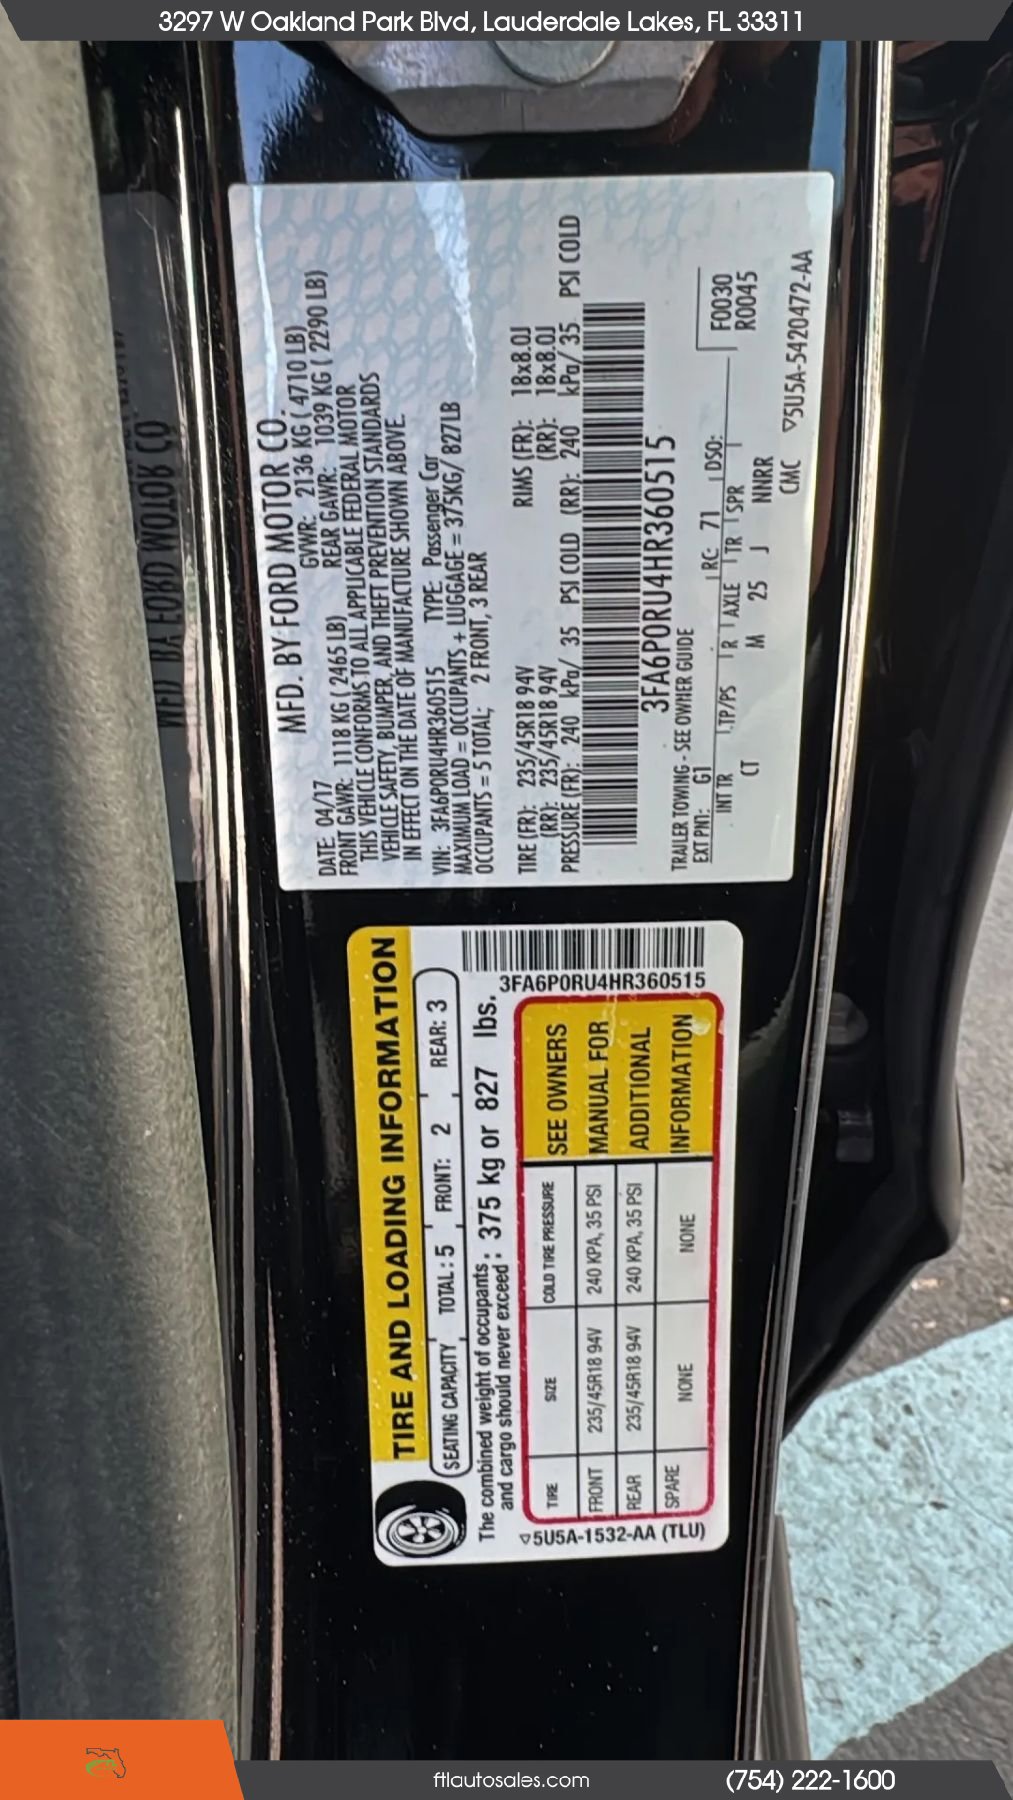 3297 W Oakland Park Blvd, Lauderdale Lakes, FL 33311
MFD. BY FORD MOTOR CO.
DATE: 04/17 GVWR: 2136 KG ( 4710 LB)
FRONT GAWR: 1118 KG ( 2465 LB) REAR GAWR: 1039 KG ( 2290 LB)
THIS VEHICLE CONFORMS TO ALL APPLICABLE FEDERAL MOTOR
VEHICLE SAFETY, BUMPER, AND THEFT PREVENTION STANDARDS
IN EFFECT ON THE DATE OF MANUFACTURE SHOWN ABOVE.
VIN: 3FA6P0RU4HR360515 TYPE: Passenger Car
MAXIMUM LOAD = OCCUPANTS + LUGGAGE = 375KG/ 827LB
OCCUPANTS = 5 TOTAL; 2 FRONT, 3 REAR
TIRE (FR): 235/45R18 94V RIMS (FR): 18x8.0J
(RR): 235/45R18 94V (RR): 18x8.0J
PRESSURE (FR): 240 kPa/ 35 PSI COLD (RR): 240 kPa/ 35 PSI COLD
3FA6P0RU4HR360515
TRAILER TOWING - SEE OWNER GUIDE
EXT PNT: G1 RC: 71 DSO: F0030
INT TR TP/PS R AXLE TR SPR R0045
CT M 25 J NNRR
CMC ▽5U5A-5420472-AA
TIRE AND LOADING INFORMATION
SEATING CAPACITY TOTAL: 5 FRONT: 2 REAR: 3
The combined weight of occupants
and cargo should never exceed : 375 kg or 827 lbs.
3FA6P0RU4HR360515
TIRE SIZE COLD TIRE PRESSURE
FRONT 235/45R18 94V 240 KPA, 35 PSI
REAR 235/45R18 94V 240 KPA, 35 PSI
SPARE NONE NONE
SEE OWNERS
MANUAL FOR
ADDITIONAL
INFORMATION
▽5U5A-1532-AA (TLU)
ftlautosales.com
(754) 222-1600